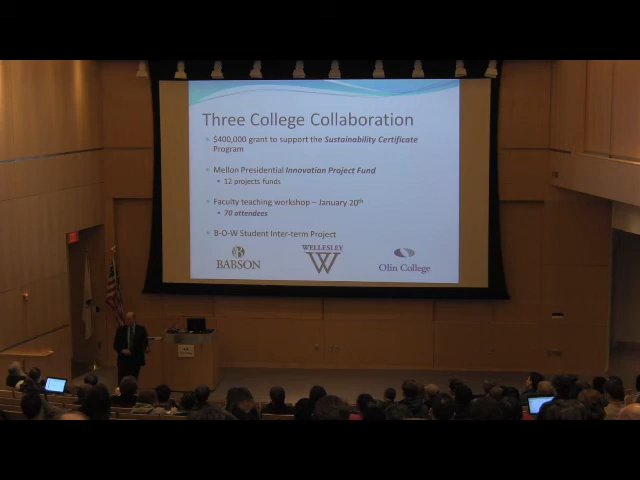 Three College Collaboration
$400,000 grant to support the Sustainability Certificate
Program
Mellon Presidential Innovation Project Fund
12 projects funds
Faculty teaching workshop – January 20th
70 attendees
B-O-W Student Inter-term Project
BABSON
WELLESLEY
W
Olin College